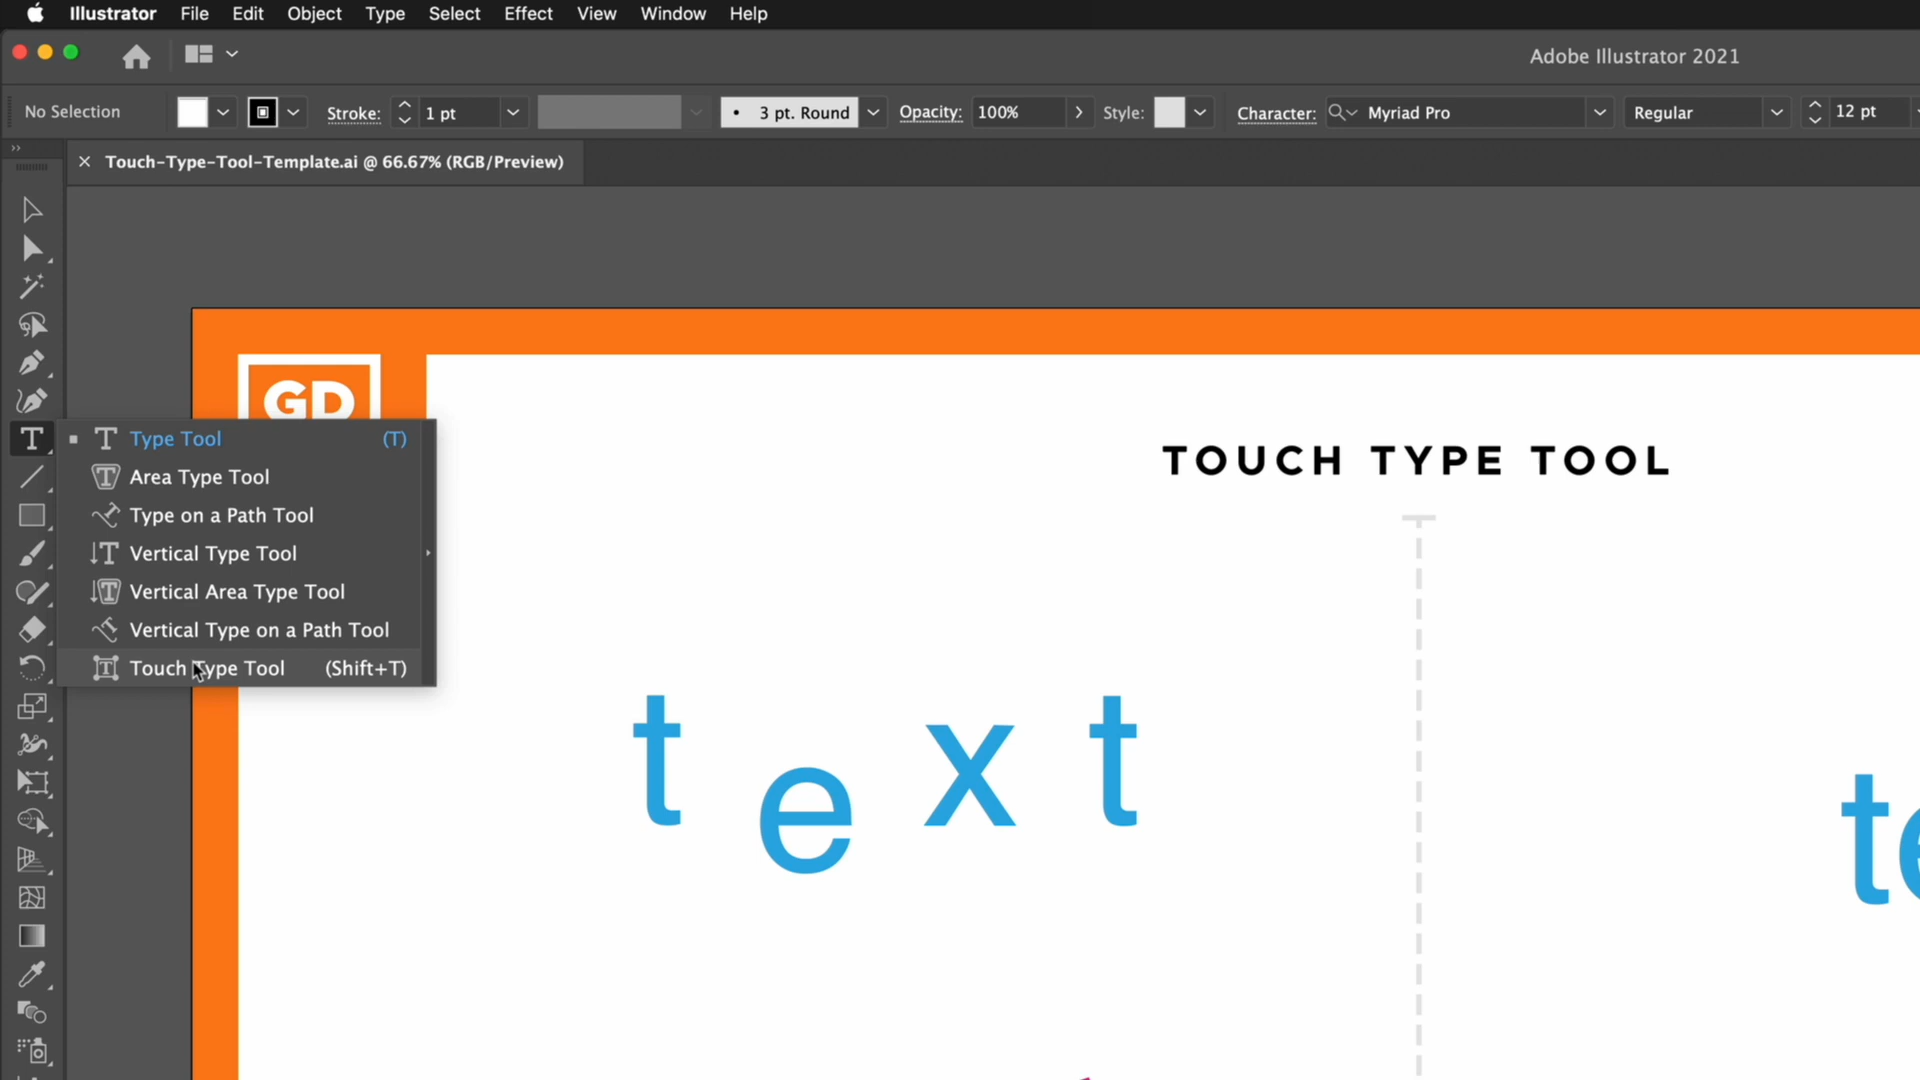 Illustrator File Edit Object Type Select Effect View Window Help
Adobe Illustrator 2021
No Selection Stroke: 1 pt 3 pt. Round Opacity: 100% Style: Character: Myriad Pro Regular 12 pt
Touch-Type-Tool-Template.ai @ 66.67% (RGB/Preview)
GD
Type Tool (T)
Area Type Tool
Type on a Path Tool
Vertical Type Tool
Vertical Area Type Tool
Vertical Type on a Path Tool
Touch Type Tool (Shift+T)
TOUCH TYPE TOOL
text
te